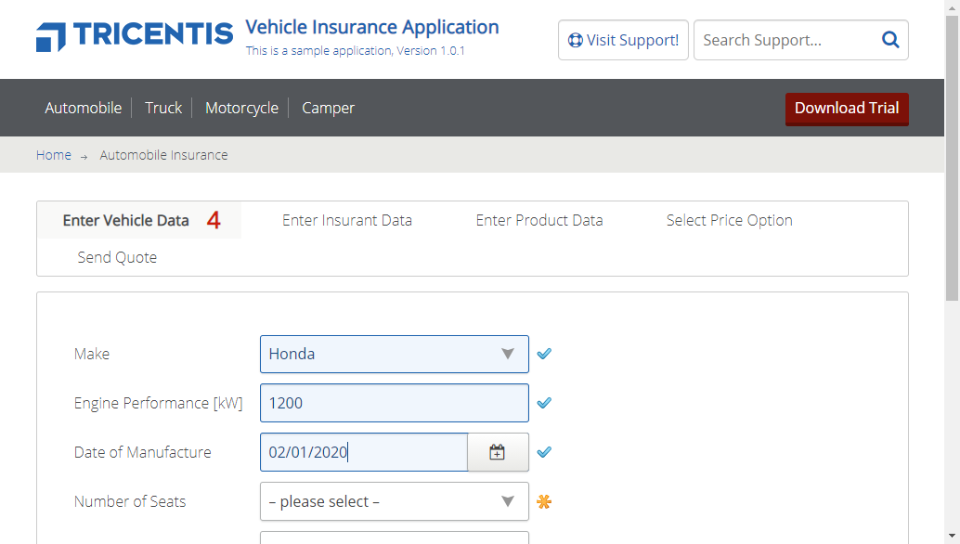 TRICENTIS Vehicle Insurance Application
This is a sample application, Version 1.0.1
Visit Support! Search Support...
Automobile Truck Motorcycle Camper Download Trial
Home → Automobile Insurance
Enter Vehicle Data 4 Enter Insurant Data Enter Product Data Select Price Option
Send Quote
Make Honda
Engine Performance [kW] 1200
Date of Manufacture 02/01/2020
Number of Seats – please select –